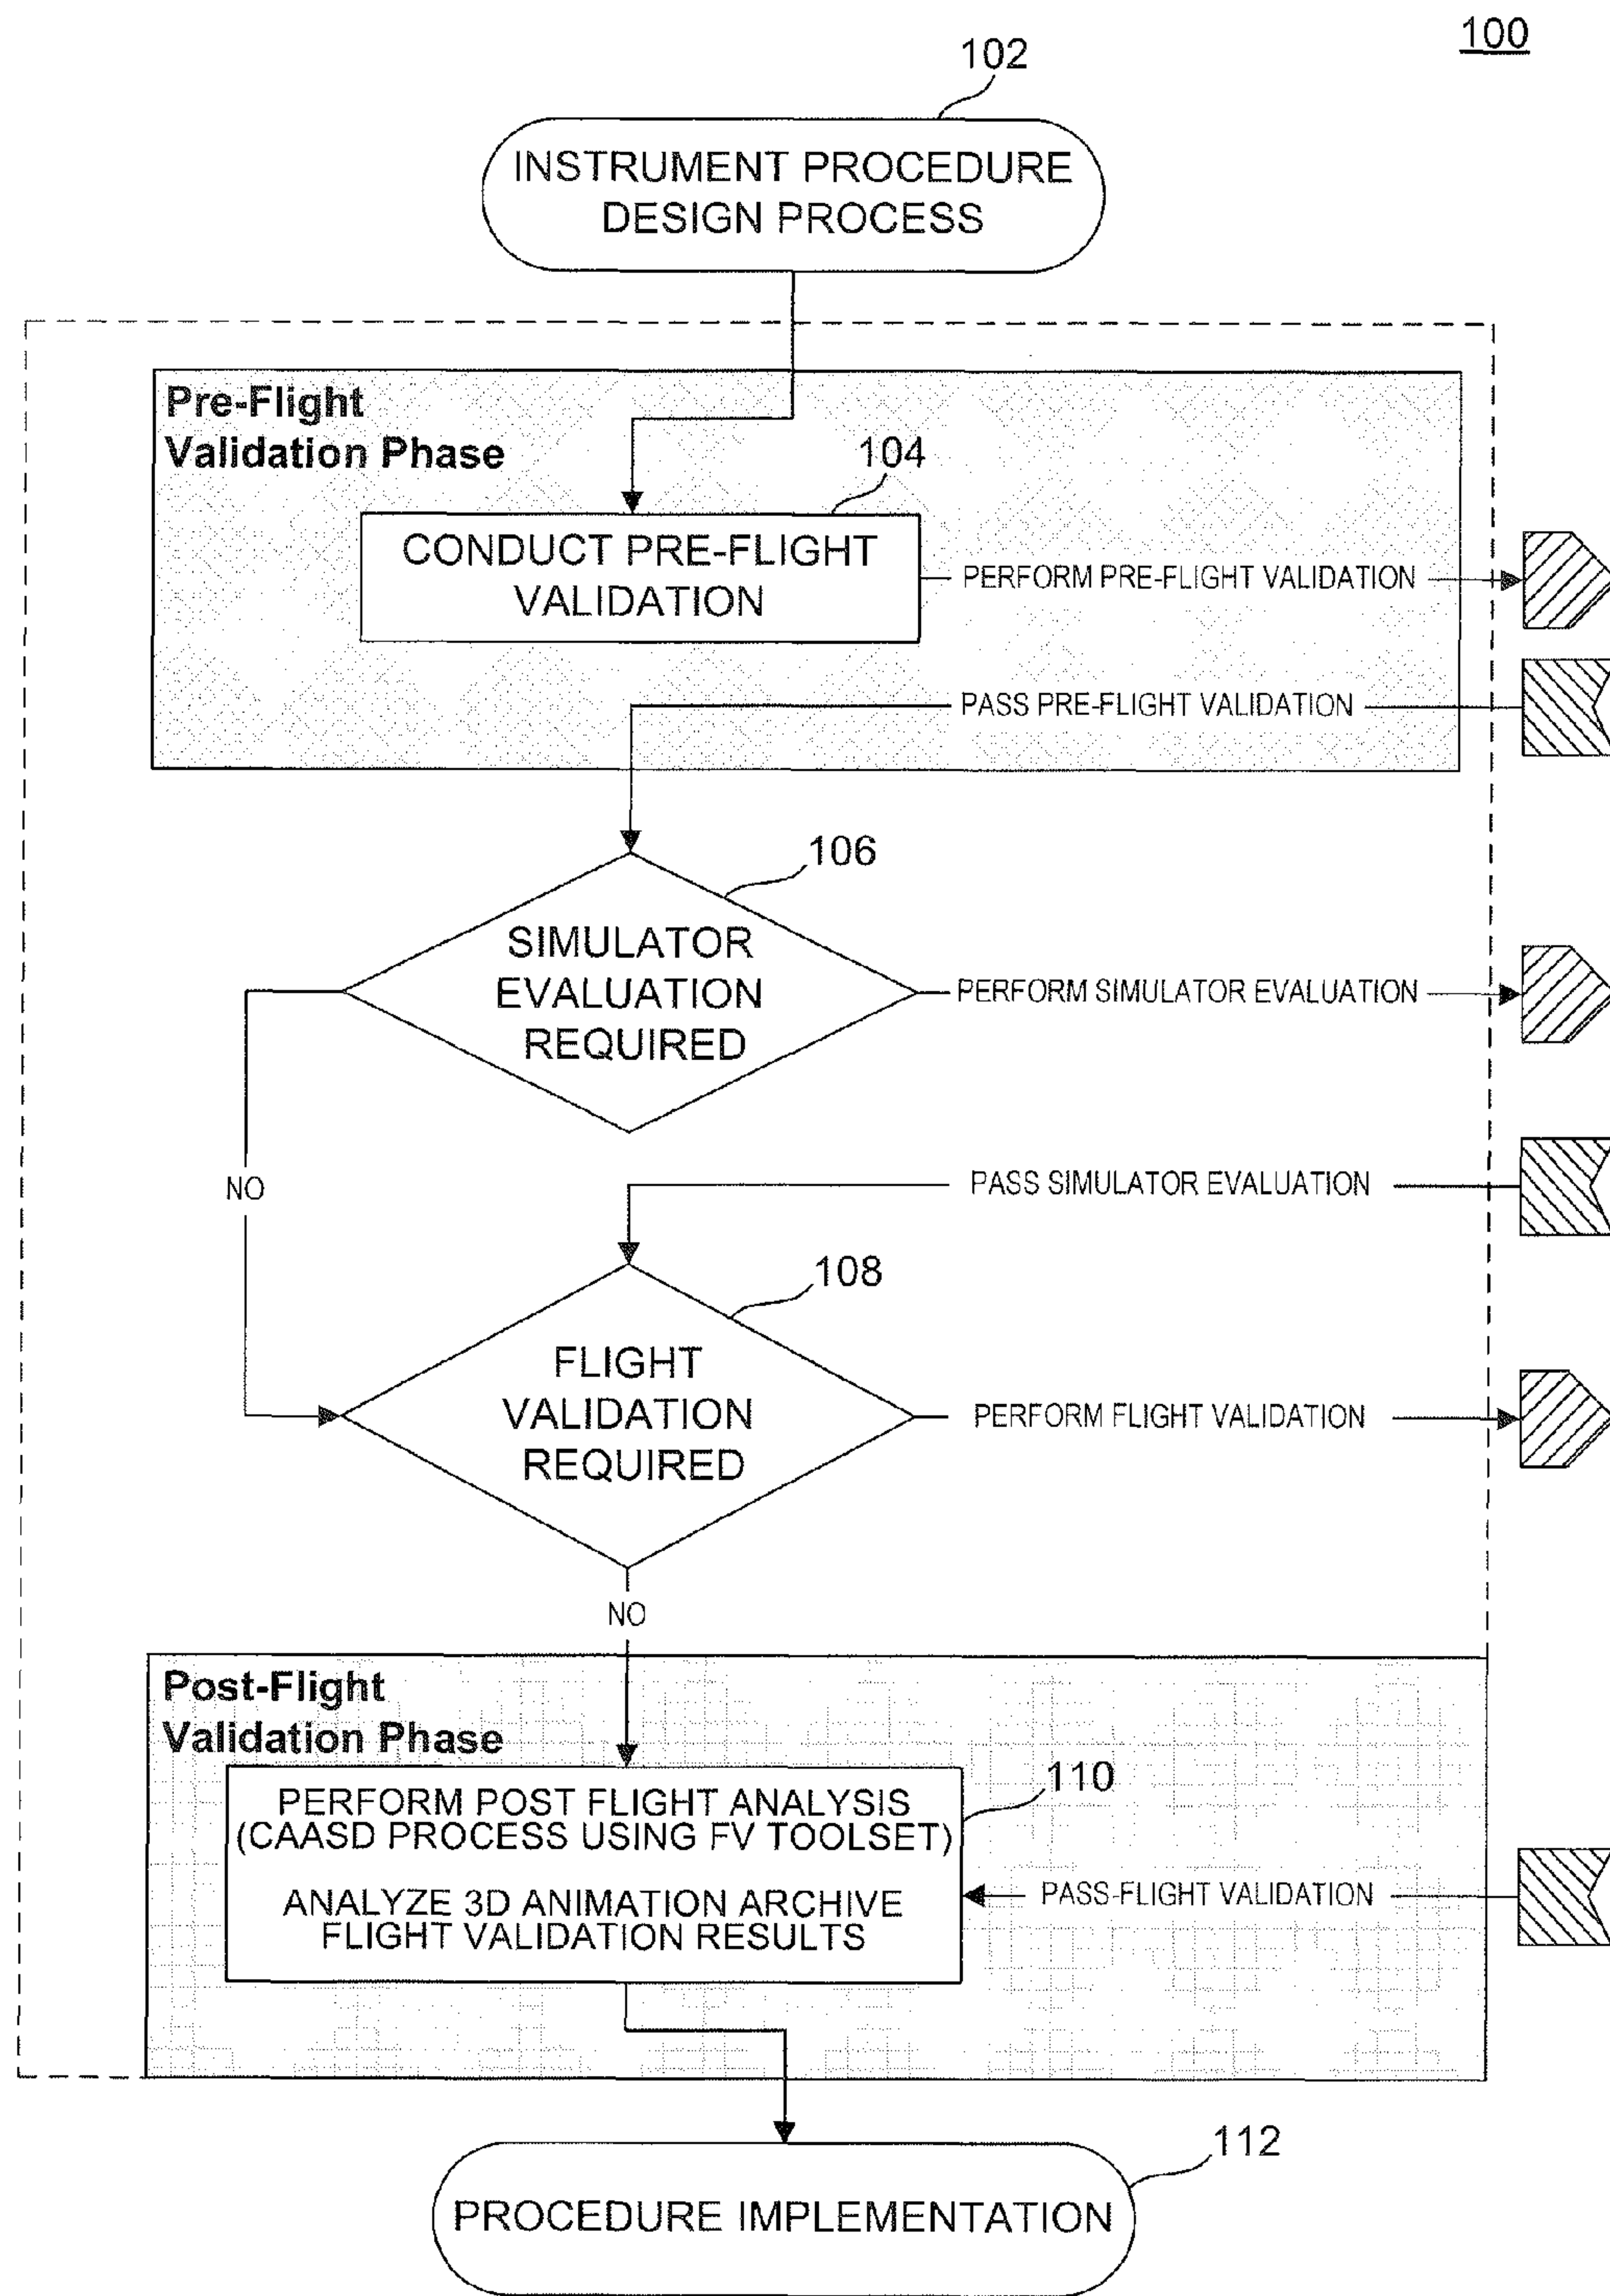 100
102
INSTRUMENT PROCEDURE
DESIGN PROCESS
Pre-Flight
Validation Phase
104
CONDUCT PRE-FLIGHT
VALIDATION
PERFORM PRE-FLIGHT VALIDATION
PASS PRE-FLIGHT VALIDATION
106
SIMULATOR
EVALUATION
REQUIRED
PERFORM SIMULATOR EVALUATION
NO
PASS SIMULATOR EVALUATION
108
FLIGHT
VALIDATION
REQUIRED
PERFORM FLIGHT VALIDATION
NO
Post-Flight
Validation Phase
110
PERFORM POST FLIGHT ANALYSIS
(CAASD PROCESS USING FV TOOLSET)
ANALYZE 3D ANIMATION ARCHIVE
FLIGHT VALIDATION RESULTS
PASS-FLIGHT VALIDATION
112
PROCEDURE IMPLEMENTATION